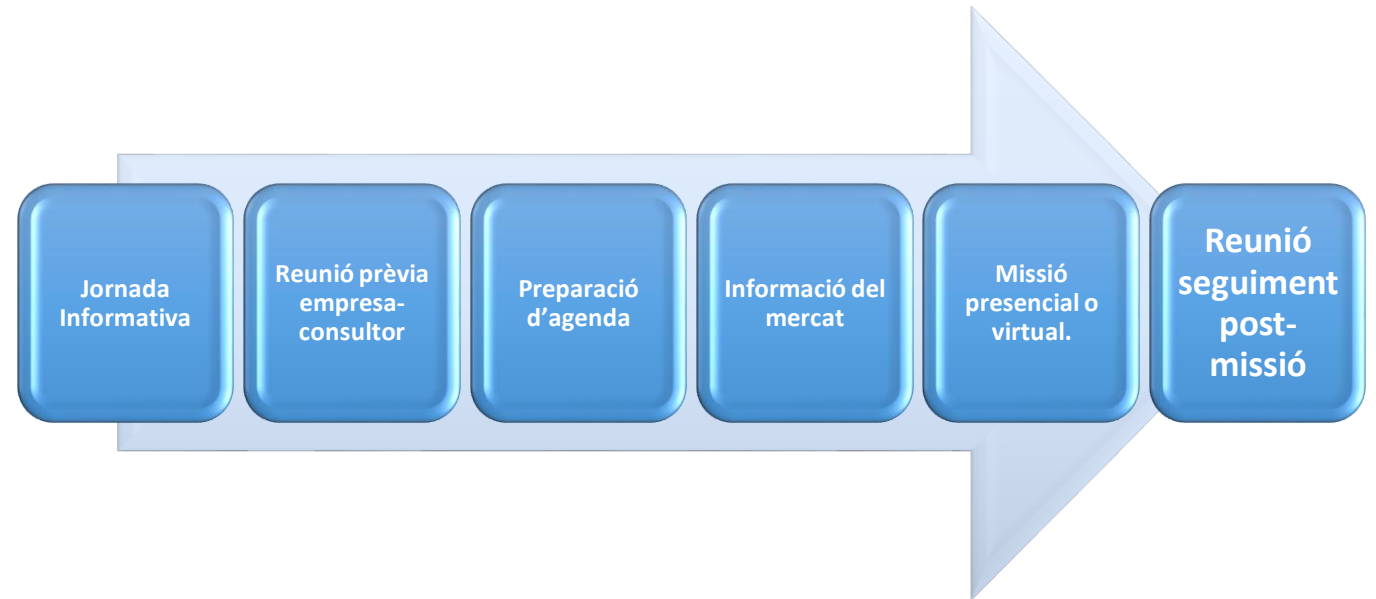 Jornada
Informativa
Reunió prèvia
empresa-
consultor
Preparació
d’agenda
Informació del
mercat
Missió
presencial o
virtual.
Reunió
seguiment
post-
missió